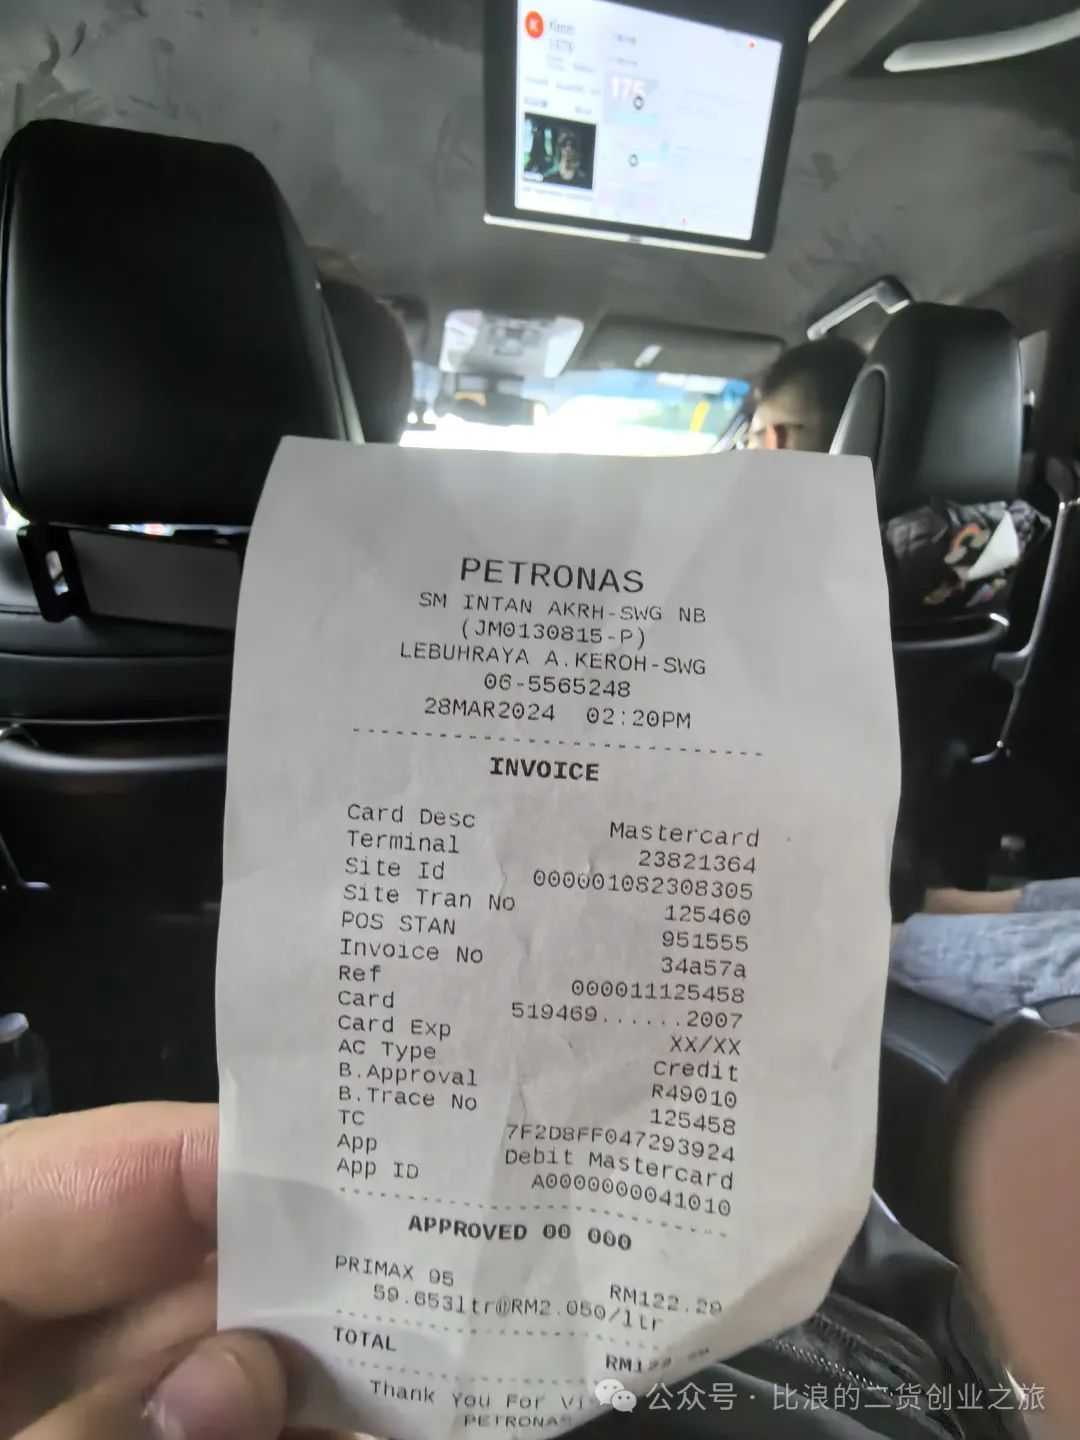 175
PETRONAS
SM INTAN AKRH-SWG NB
(JM0130815-P)
LEBUHRAYA A.KEROH-SWG
06-5565248
28MAR2024 02:20PM
INVOICE
Card Desc Mastercard
Terminal 23821364
Site Id 000001082308305
Site Tran No 125460
POS STAN 951555
Invoice No 34a57a
Ref 000011125458
Card 519469......2007
Card Exp XX/XX
AC Type Credit
B.Approval R49010
B.Trace No 125458
TC 7F2D8FF047293924
App Debit Mastercard
App ID A0000000041010
APPROVED 00 000
PRIMAX 95 RM122.29
59.653ltr@RM2.050/ltr
TOTAL
Thank You For
PETRONAS
公众号 · 比浪的二货创业之旅